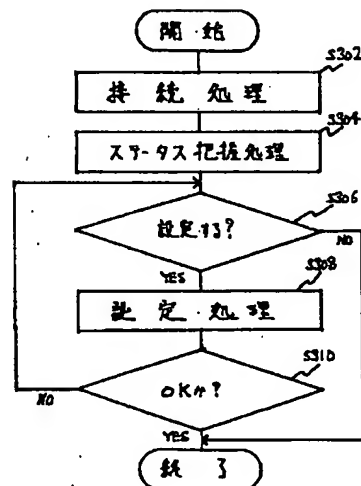 開始
S302
接続処理
S304
ステータス把握処理
S306
設定する?
NO
YES
S308
設定処理
S310
OKか?
NO
YES
終了